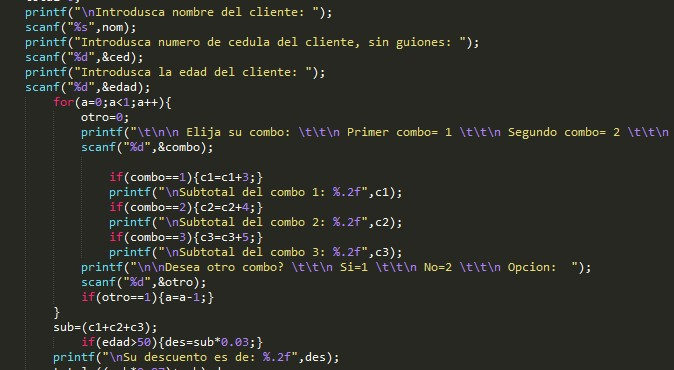 printf("\nIntrodusca nombre del cliente: ");
scanf("%s",nom);
printf("Introdusca numero de cedula del cliente, sin guiones: ");
scanf("%d",&ced);
printf("Introdusca la edad del cliente: ");
scanf("%d",&edad);
for(a=0;a<1;a++){
otro=0;
printf("\t\n\n Elija su combo: \t\t\n Primer combo= 1 \t\t\n Segundo combo= 2 \t\t\n
scanf("%d",&combo);
if(combo==1){c1=c1+3;}
printf("\nSubtotal del combo 1: %.2f",c1);
if(combo==2){c2=c2+4;}
printf("\nSubtotal del combo 2: %.2f",c2);
if(combo==3){c3=c3+5;}
printf("\nSubtotal del combo 3: %.2f",c3);
printf("\n\nDesea otro combo? \t\t\n Si=1 \t\t\n No=2 \t\t\n Opcion:  ");
scanf("%d",&otro);
if(otro==1){a=a-1;}
}
sub=(c1+c2+c3);
if(edad>50){des=sub*0.03;}
printf("\nSu descuento es de: %.2f",des);